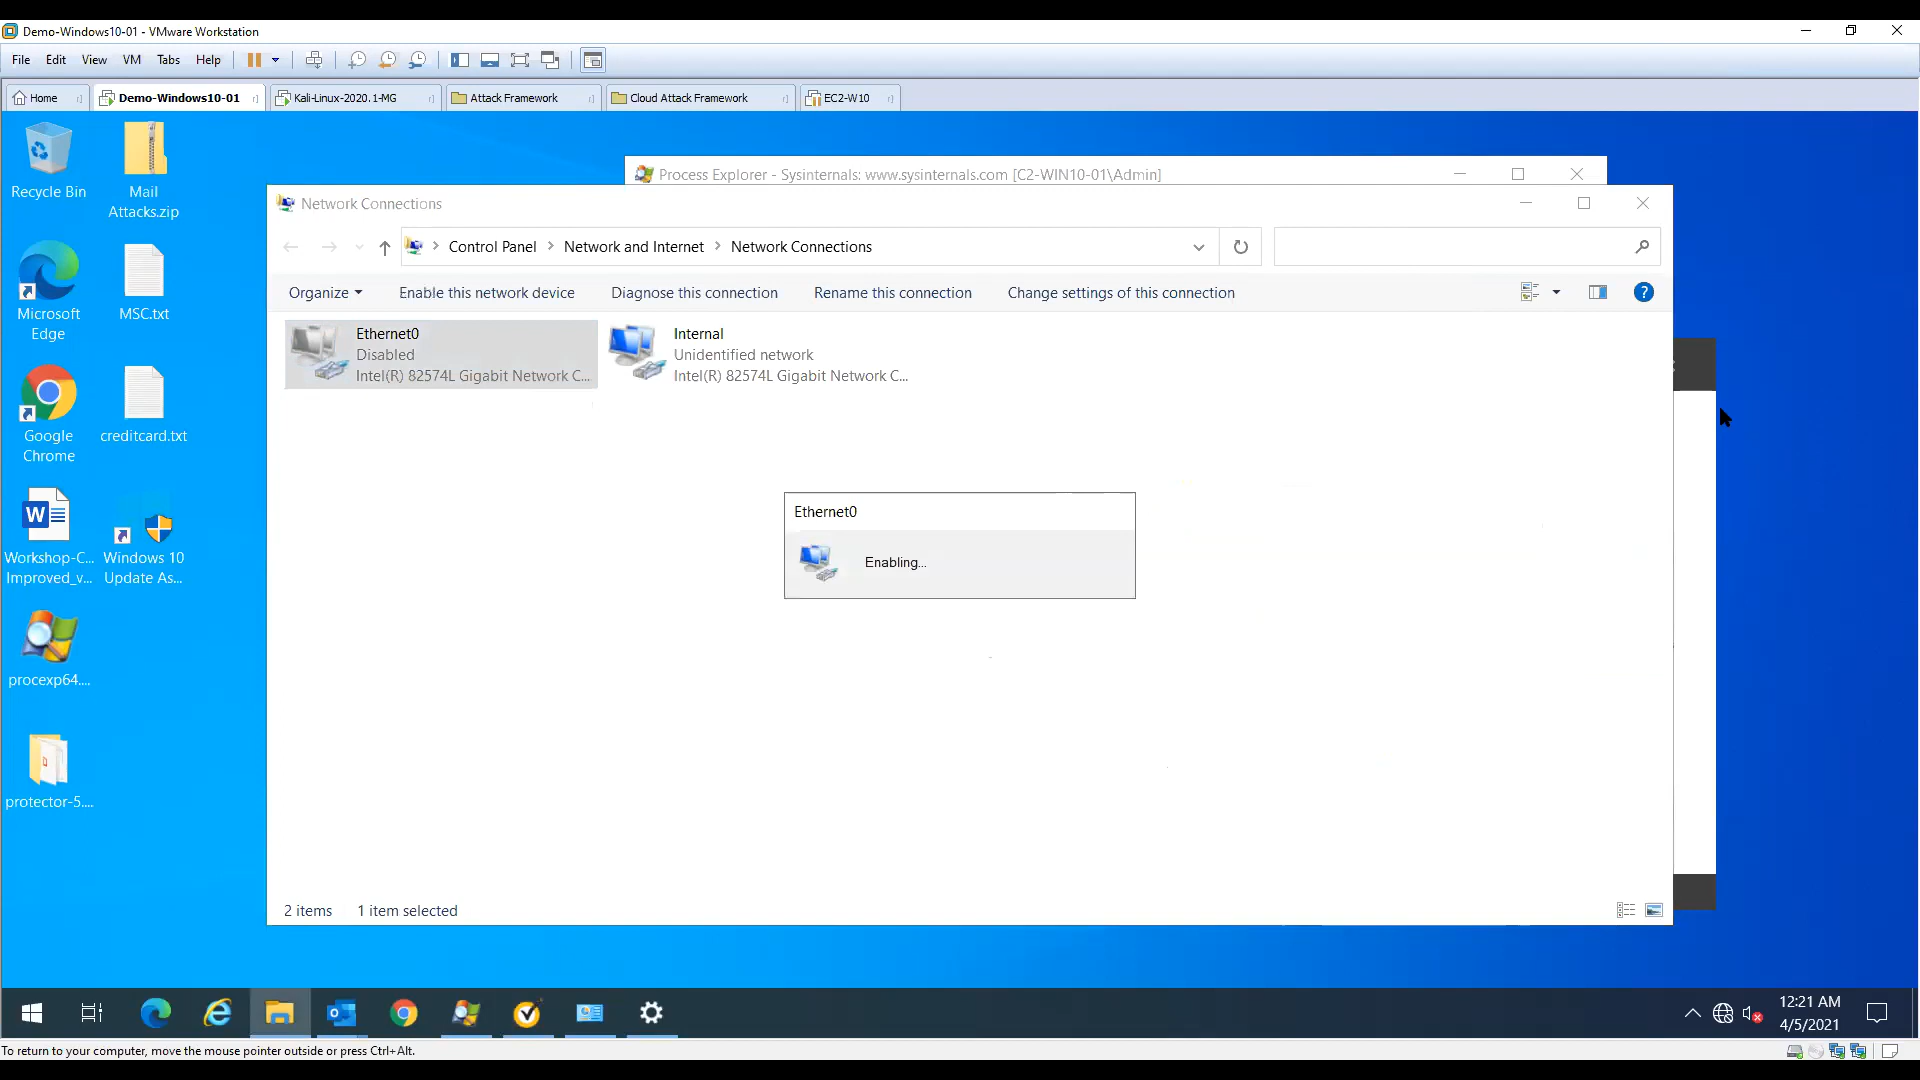 Demo-Windows10-01 - VMware Workstation
File Edit View VM Tabs Help
Home Demo-Windows10-01 Kali-Linux-2020.1-MG Attack Framework Cloud Attack Framework EC2-W10
Recycle Bin
Mail
Attacks.zip
Process Explorer - Sysinternals: www.sysinternals.com [C2-WIN10-01\Admin]
Network Connections
Control Panel > Network and Internet > Network Connections
Organize Enable this network device Diagnose this connection Rename this connection Change settings of this connection
Microsoft
Edge
MSC.txt
Ethernet0
Disabled
Intel(R) 82574L Gigabit Network C...
Internal
Unidentified network
Intel(R) 82574L Gigabit Network C...
Google
Chrome
creditcard.txt
Ethernet0
Enabling...
Workshop-C...
Improved_v...
Windows 10
Update As...
procexp64....
protector-5....
2 items 1 item selected
12:21 AM
4/5/2021
To return to your computer, move the mouse pointer outside or press Ctrl+Alt.